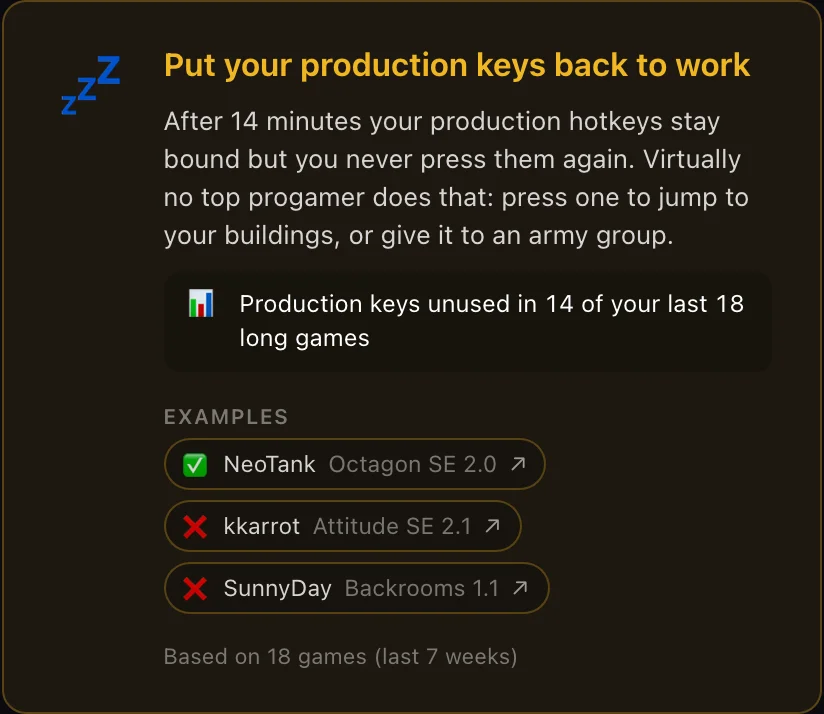 Put your production keys back to work
After 14 minutes your production hotkeys stay
bound but you never press them again. Virtually
no top progamer does that: press one to jump to
your buildings, or give it to an army group.
Production keys unused in 14 of your last 18
long games
EXAMPLES
NeoTank Octagon SE 2.0 ↗
kkarrot Attitude SE 2.1 ↗
SunnyDay Backrooms 1.1 ↗
Based on 18 games (last 7 weeks)